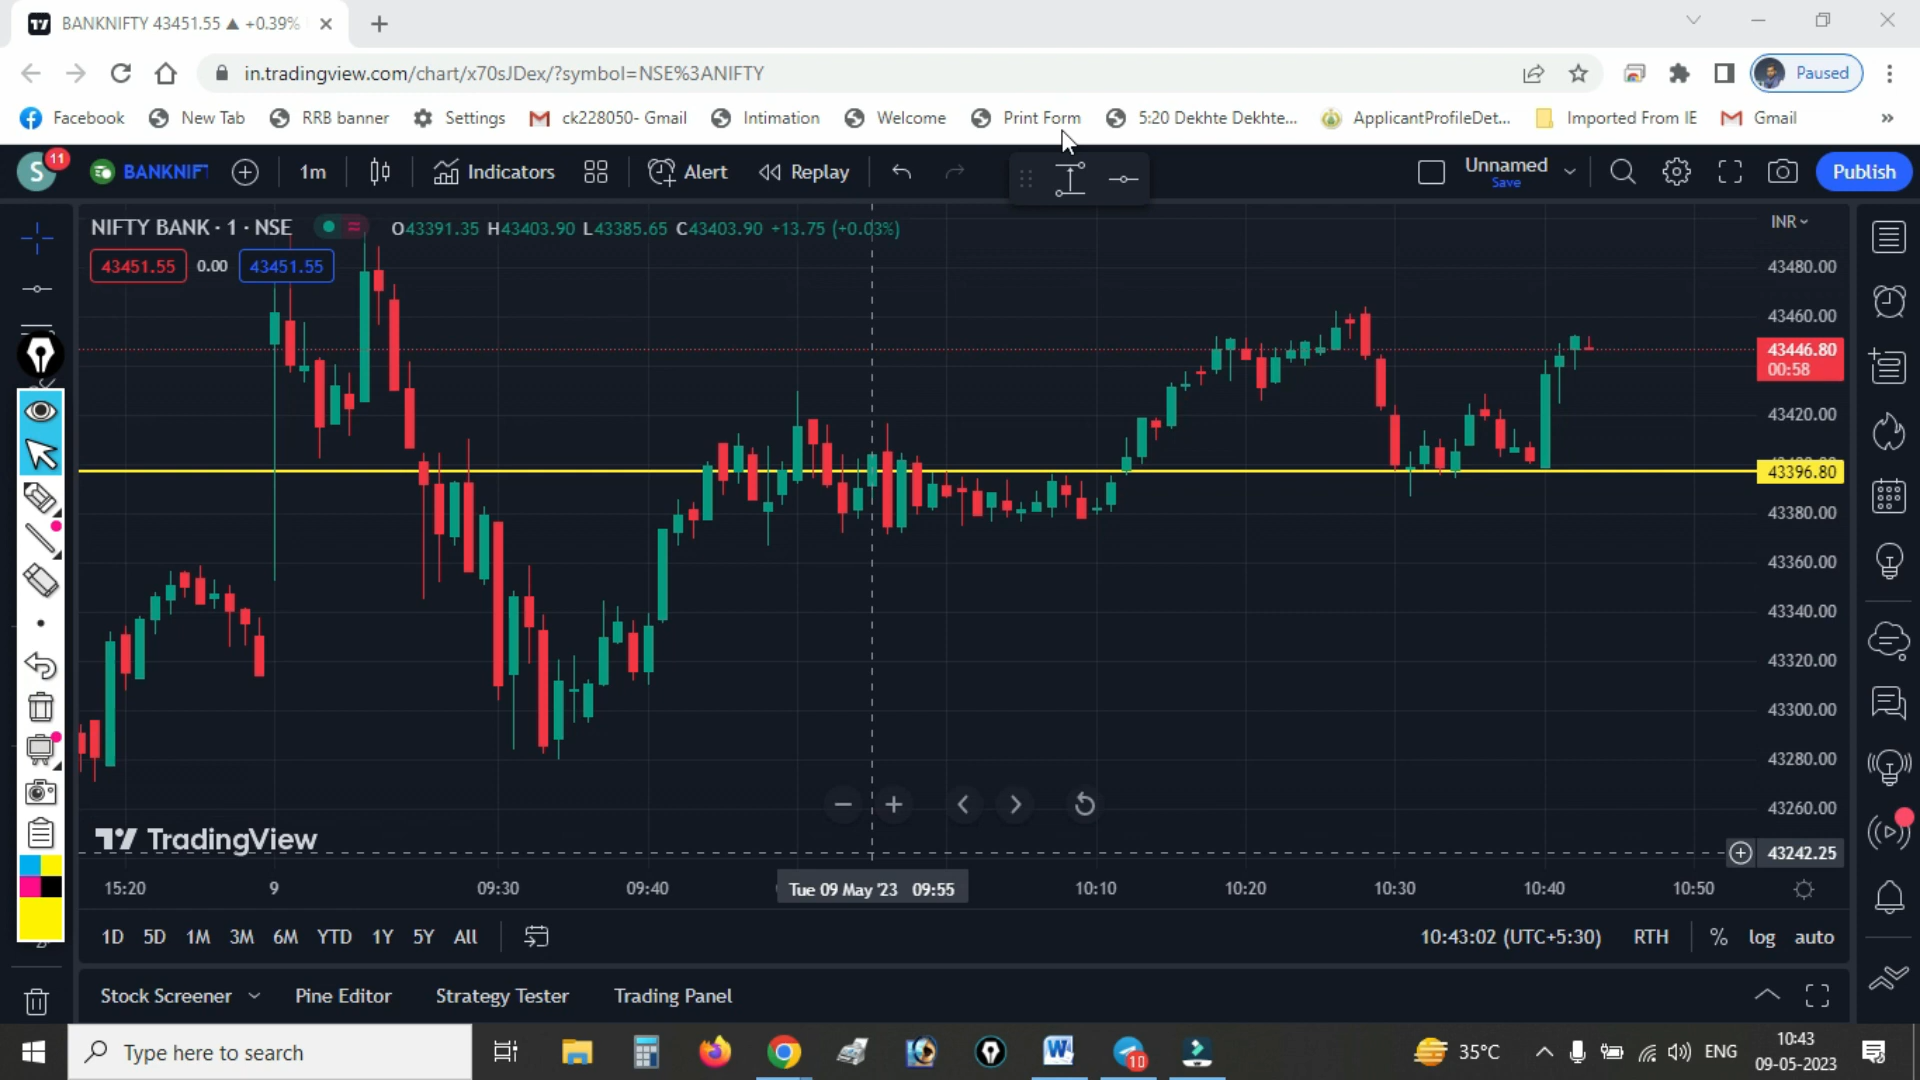 BANKNIFTY 43451.55 ▲ +0.39%
in.tradingview.com/chart/x70sJDex/?symbol=NSE%3ANIFTY
Paused
Facebook New Tab RRB banner Settings ck228050- Gmail Intimation Welcome Print Form 5:20 Dekhte Dekhte... ApplicantProfileDet... Imported From IE Gmail »
S 11 BANKNIFT 1m Indicators Alert Replay Unnamed Save Publish
NIFTY BANK · 1 · NSE O43391.35 H43403.90 L43385.65 C43403.90 +13.75 (+0.03%) INR
43451.55 0.00 43451.55
43480.00
43460.00
43446.80
00:58
43420.00
43396.80
43380.00
43360.00
43340.00
43320.00
43300.00
43280.00
43260.00
TradingView
43242.25
15:20 9 09:30 09:40 Tue 09 May '23 09:55 10:10 10:20 10:30 10:40 10:50
1D 5D 1M 3M 6M YTD 1Y 5Y All 10:43:02 (UTC+5:30) RTH % log auto
Stock Screener Pine Editor Strategy Tester Trading Panel
Type here to search 10 35°C ENG 10:43
09-05-2023